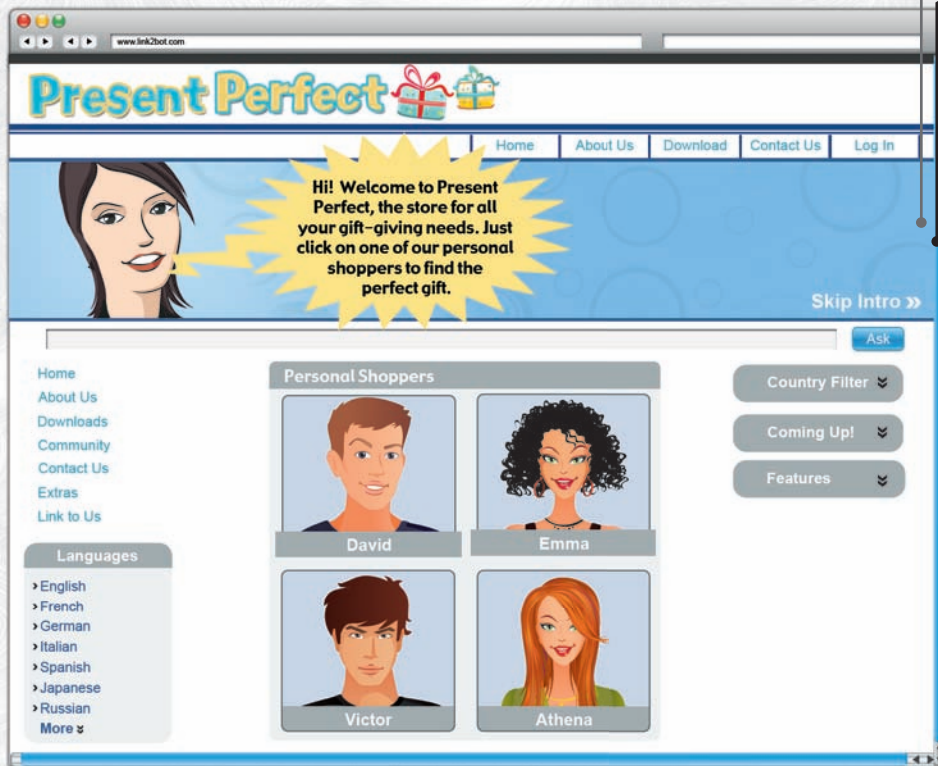 www.link2bot.com
Present Perfect
Home About Us Download Contact Us Log In
Hi! Welcome to Present
Perfect, the store for all
your gift-giving needs. Just
click on one of our personal
shoppers to find the
perfect gift.
Skip Intro »
Ask
Home
About Us
Downloads
Community
Contact Us
Extras
Link to Us
Languages
English
French
German
Italian
Spanish
Japanese
Russian
More
Personal Shoppers
David
Emma
Victor
Athena
Country Filter
Coming Up!
Features